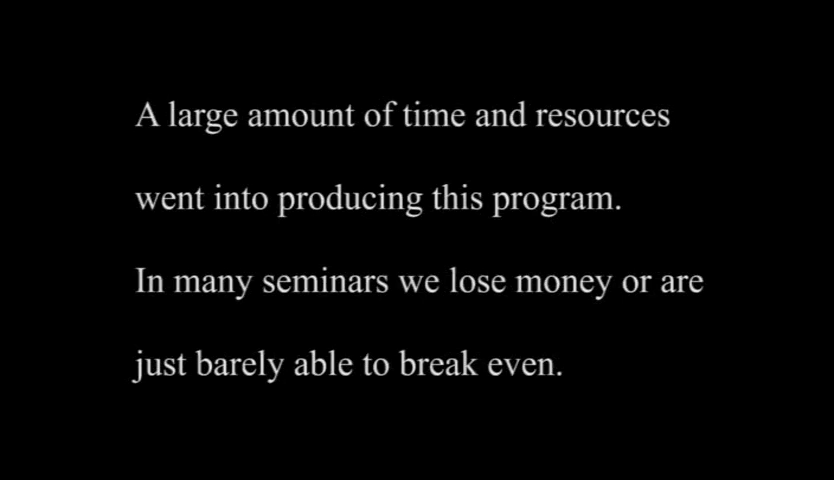 A large amount of time and resources
went into producing this program.
In many seminars we lose money or are
just barely able to break even.